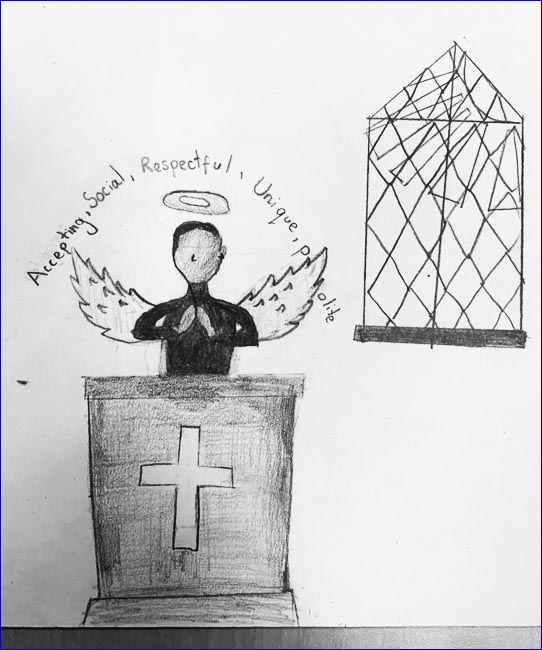 Accepting, Social, Respectful, Unique, Polite